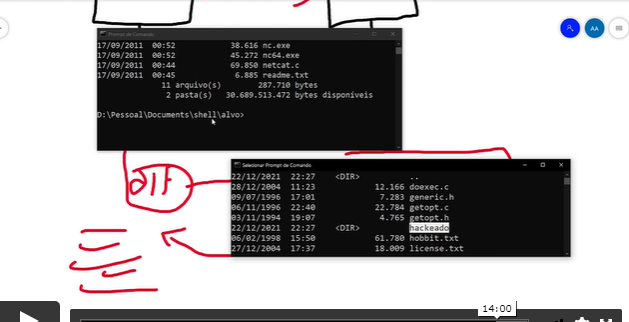 AA
Prompt de Comando
17/09/2011 00:52 38.616 nc.exe
17/09/2011 00:52 45.272 nc64.exe
17/09/2011 00:44 69.850 netcat.c
17/09/2011 00:45 6.885 readme.txt
11 arquivo(s) 287.710 bytes
2 pasta(s) 30.689.513.472 bytes disponíveis
D:\Pessoal\Documents\shell\alvo>
Selecionar Prompt de Comando
22/12/2021 22:27 <DIR> ..
28/12/2004 11:23 12.166 doexec.c
09/07/1996 17:01 7.283 generic.h
06/11/1996 22:40 22.784 getopt.c
03/11/1994 19:07 4.765 getopt.h
22/12/2021 22:27 <DIR> hackeado
06/02/1998 15:50 61.780 hobbit.txt
27/12/2004 17:37 18.009 license.txt
14:00